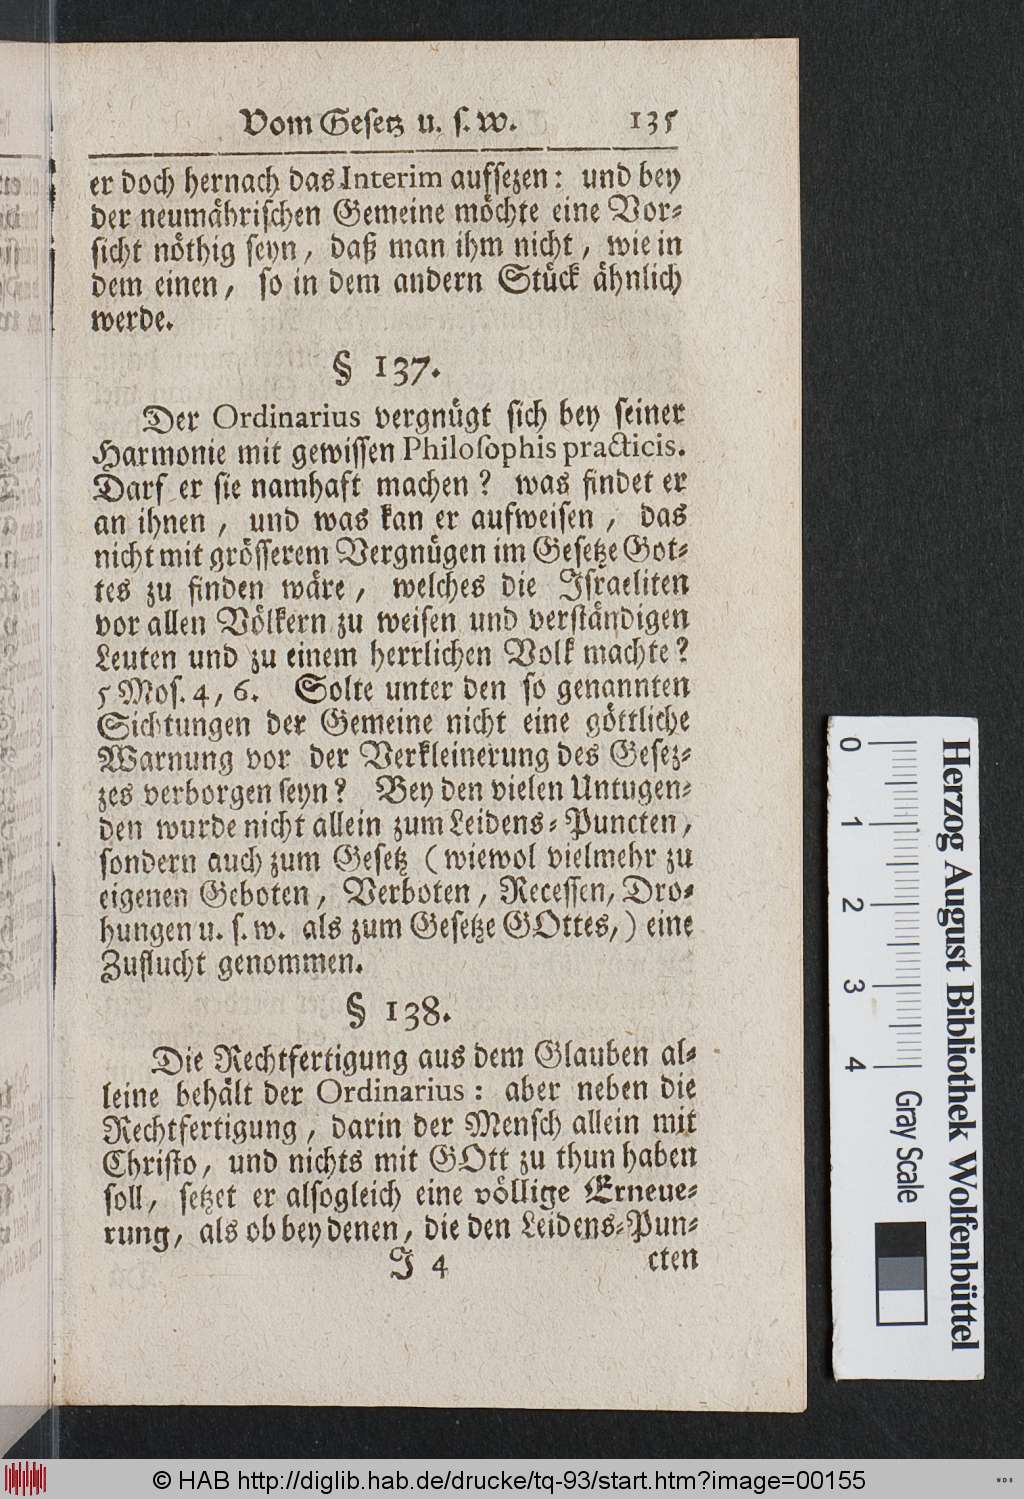 Vom Gesetz u. s. w. 135
er doch hernach das Interim aufsezen: und bey
der neumährischen Gemeine möchte eine Vor-
sicht nöthig seyn, daß man ihm nicht, wie in
dem einen, so in dem andern Stück ähnlich
werde.
§ 137.
Der Ordinarius vergnügt sich bey seiner
Harmonie mit gewissen Philosophis practicis.
Darf er sie namhaft machen? was findet er
an ihnen, und was kan er aufweisen, das
nicht mit grösserem Vergnügen im Gesetze Got-
tes zu finden wäre, welches die Israeliten
vor allen Völkern zu weisen und verständigen
Leuten und zu einem herrlichen Volk machte?
5 Mos. 4, 6. Solte unter den so genannten
Sichtungen der Gemeine nicht eine göttliche
Warnung vor der Verkleinerung des Gesez-
zes verborgen seyn? Bey den vielen Untugen-
den wurde nicht allein zum Leidens-Puncten,
sondern auch zum Gesetz (wiewol vielmehr zu
eigenen Geboten, Verboten, Recessen, Dro-
hungen u. s. w. als zum Gesetze GOttes,) eine
Zuflucht genommen.
§ 138.
Die Rechtfertigung aus dem Glauben al-
leine behält der Ordinarius: aber neben die
Rechtfertigung, darin der Mensch allein mit
Christo, und nichts mit GOtt zu thun haben
soll, setzet er alsogleich eine völlige Erneue-
rung, als ob bey denen, die den Leidens-Pun-
J 4 cten
Herzog August Bibliothek Wolfenbüttel
0 1 2 3 4
Gray Scale
© HAB http://diglib.hab.de/drucke/tq-93/start.htm?image=00155